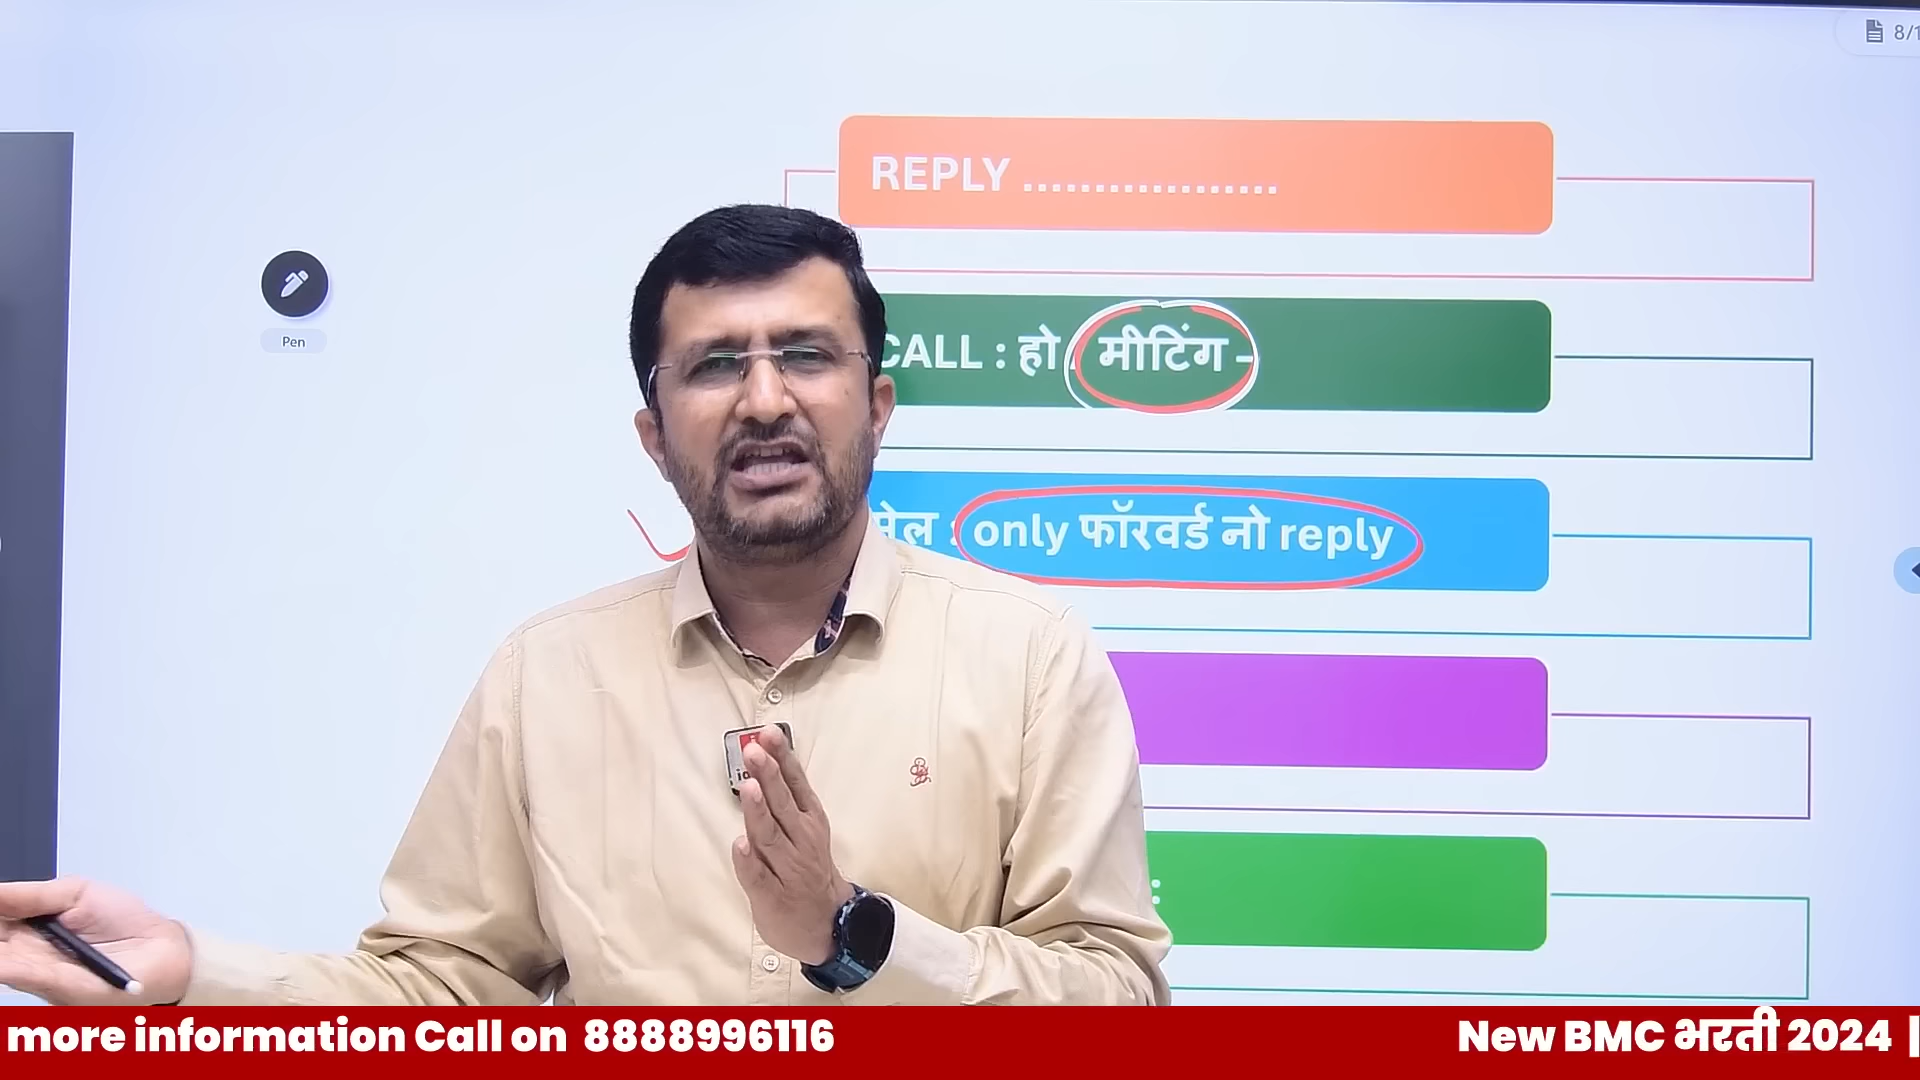 8/1
REPLY ..................
Pen
CALL : हो / मीटिंग -
मेल : only फॉरवर्ड नो reply
:
more information Call on 8888996116
New BMC भरती 2024 |